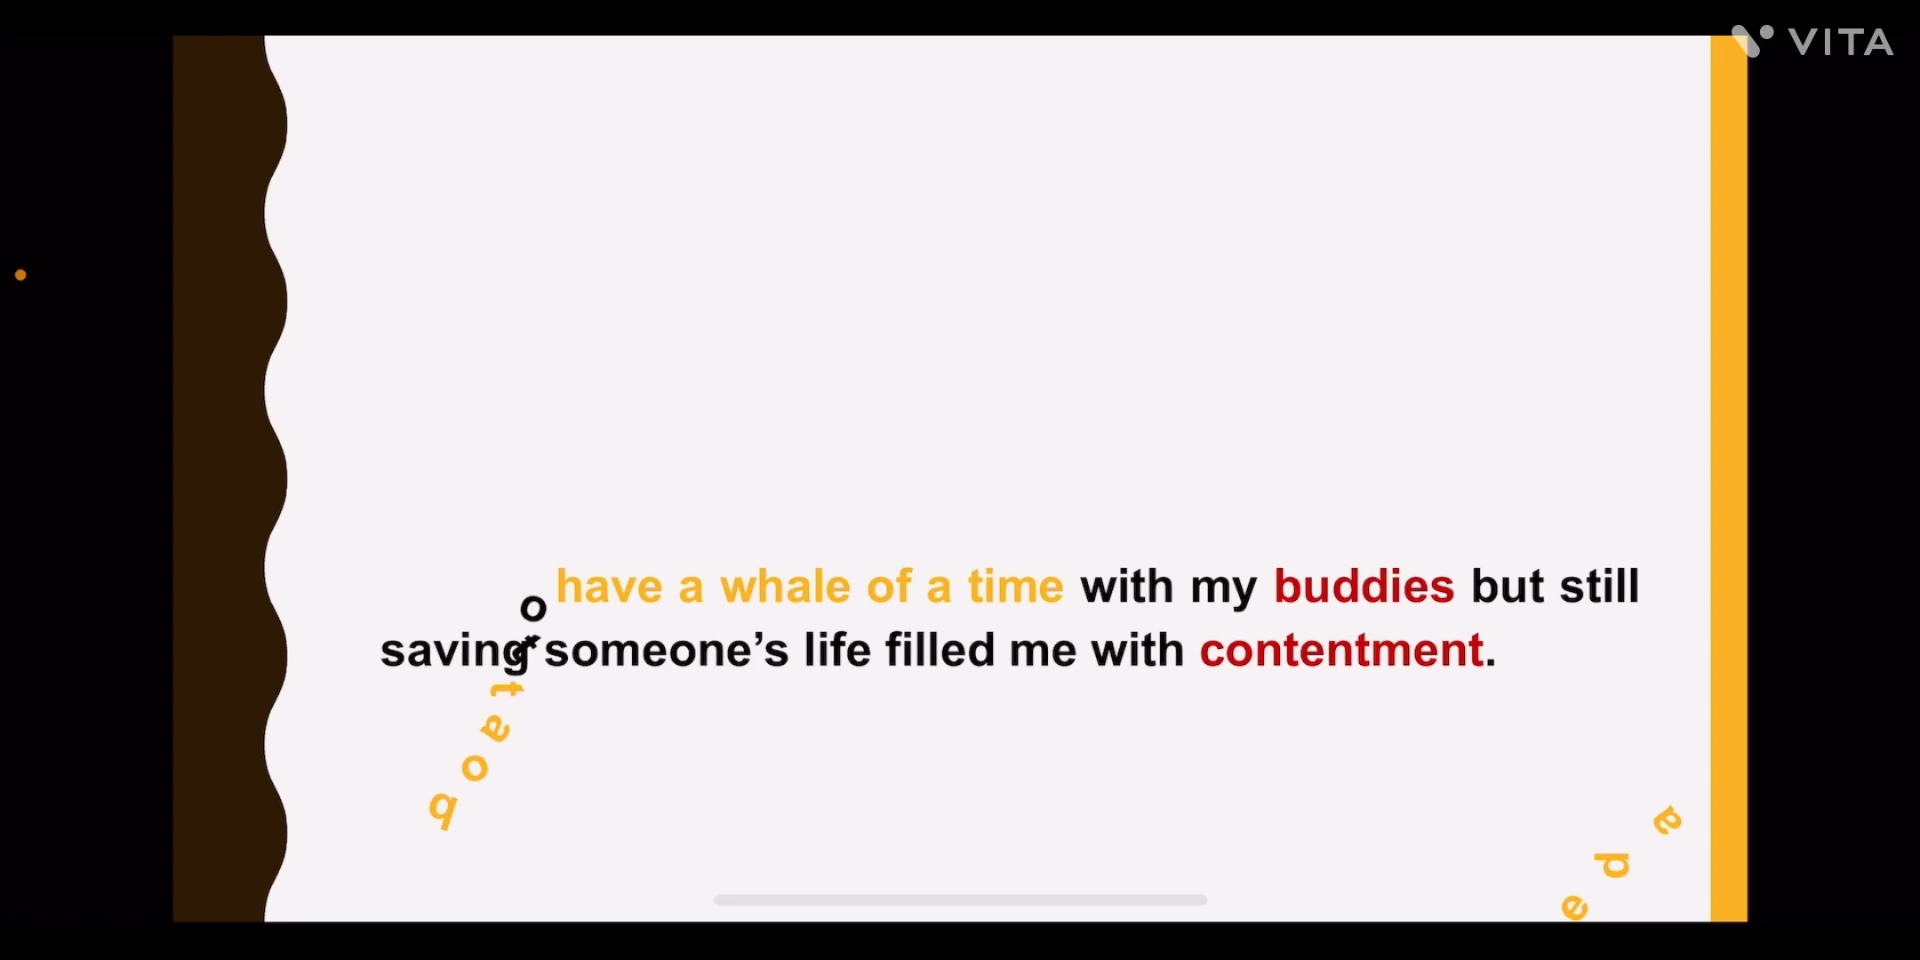 VITA
have a whale of a time with my buddies but still
saving someone’s life filled me with contentment.